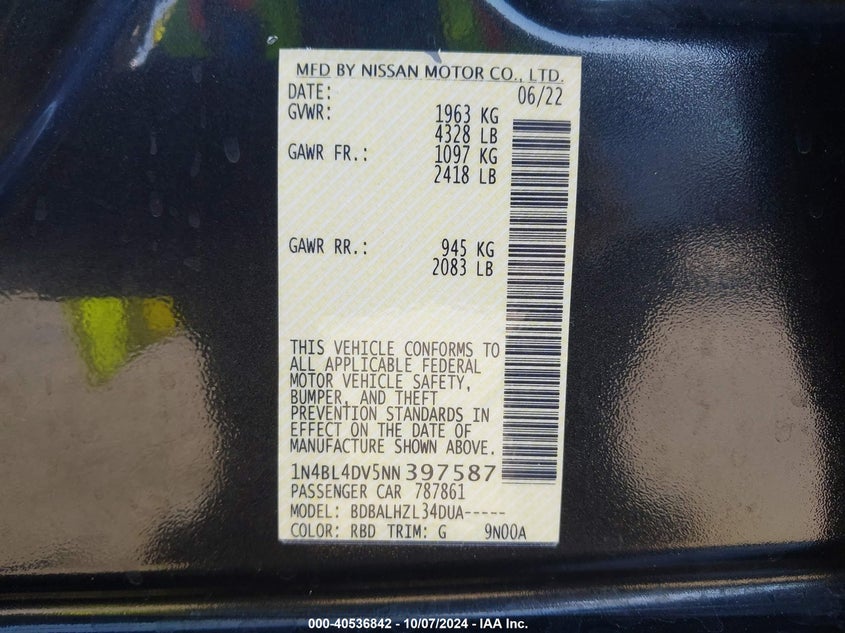 MFD BY NISSAN MOTOR CO., LTD.
DATE: 06/22
GVWR: 1963 KG
4328 LB
GAWR FR.: 1097 KG
2418 LB
GAWR RR.: 945 KG
2083 LB
THIS VEHICLE CONFORMS TO
ALL APPLICABLE FEDERAL
MOTOR VEHICLE SAFETY,
BUMPER, AND THEFT
PREVENTION STANDARDS IN
EFFECT ON THE DATE OF
MANUFACTURE SHOWN ABOVE.
1N4BL4DV5NN397587
PASSENGER CAR 787861
MODEL: BDBALHZL34DUA-----
COLOR: RBD TRIM: G 9N00A
000-40536842 - 10/07/2024 - IAA Inc.